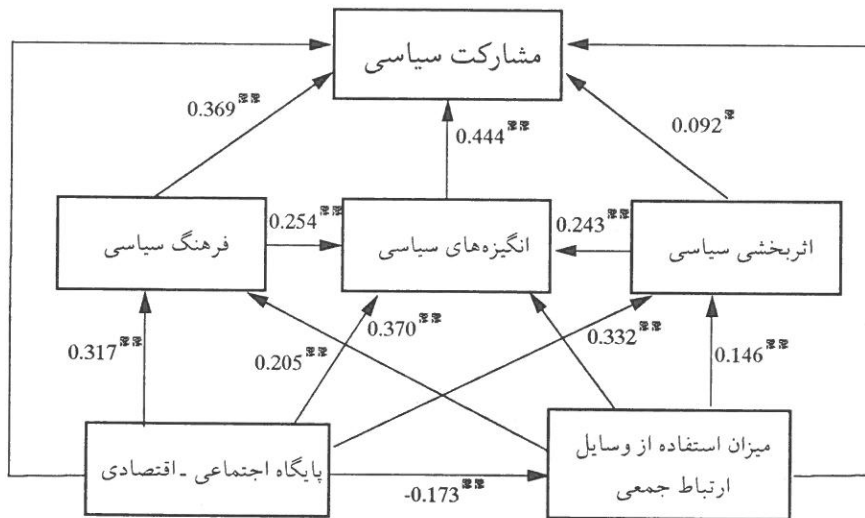 مشارکت سیاسی
0.369**
0.444**
0.092*
فرهنگ سیاسی
0.254**
انگیزه‌های سیاسی
0.243**
اثربخشی سیاسی
0.317**
0.205**
0.370**
0.332**
0.146**
پایگاه اجتماعی ـ اقتصادی
-0.173**
میزان استفاده از وسایل
ارتباط جمعی